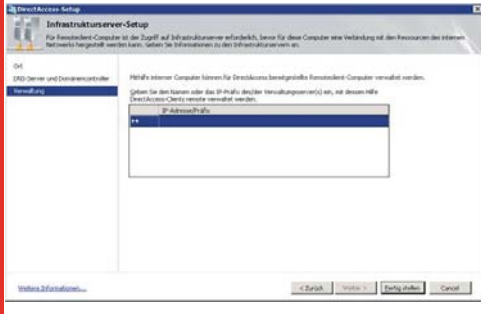 DirectAccess-Setup
Infrastrukturserver-Setup
Für Remoteclient-Computer ist der Zugriff auf Infrastrukturserver erforderlich, bevor für diese Computer eine Verbindung mit den Ressourcen des internen
Netzwerks hergestellt werden kann. Geben Sie Informationen zu den Infrastrukturservern an.
Ort
DNS-Server und Domänencontroller
Verwaltung
Mithilfe interner Computer können für DirectAccess bereitgestellte Remoteclient-Computer verwaltet werden.
Geben Sie den Namen oder das IP-Präfix des/der Verwaltungsserver(s) ein, mit dessen Hilfe
DirectAccess-Clients remote verwaltet werden.
IP-Adresse/Präfix
Weitere Informationen...
< Zurück
Weiter >
Fertig stellen
Cancel